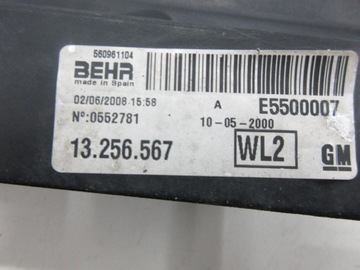 560961104
BEHR
made in Spain
02/06/2008 15:58 A E5500007
Nº:0552781 10-05-2000
13.256.567 WL2 GM